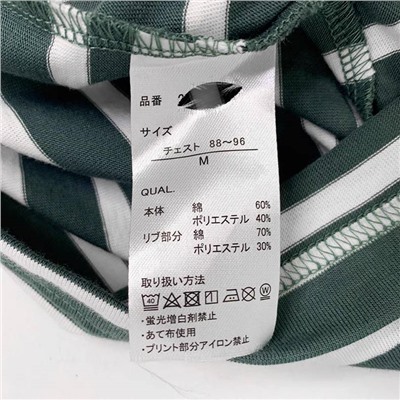 品番 2
サイズ
チェスト 88〜96
M
QUAL.
本体 綿 60%
ポリエステル 40%
リブ部分 綿 70%
ポリエステル 30%
取り扱い方法
40 W
・蛍光増白剤禁止
・あて布使用
・プリント部分アイロン禁止